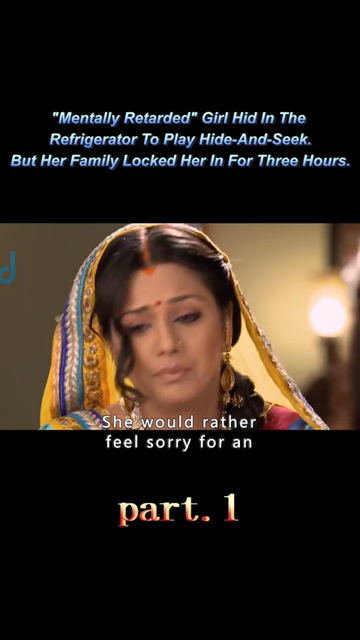 "Mentally Retarded" Girl Hid In The
Refrigerator To Play Hide-And-Seek.
But Her Family Locked Her In For Three Hours.
d
She would rather
feel sorry for an
part.1